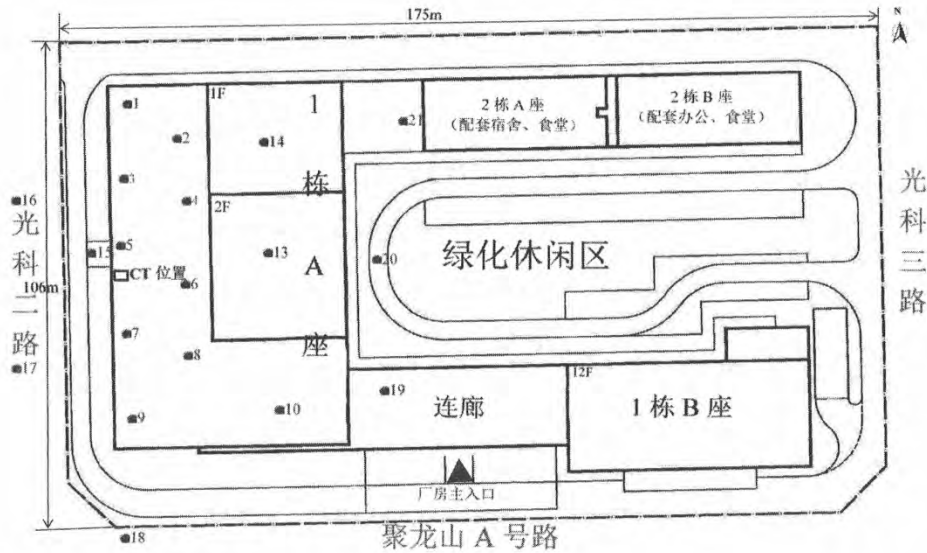 175m
N
1F
1
2栋A座
2栋B座
(配套宿舍、食堂)
(配套办公、食堂)
1
2
14
21
3
栋
4
2F
16
光科二路
光科三路
5
15
13
A
20
绿化休闲区
CT 位置
6
106m
7
座
8
17
12F
9
10
19
连廊
1栋B座
厂房主入口
18
聚龙山 A 号路